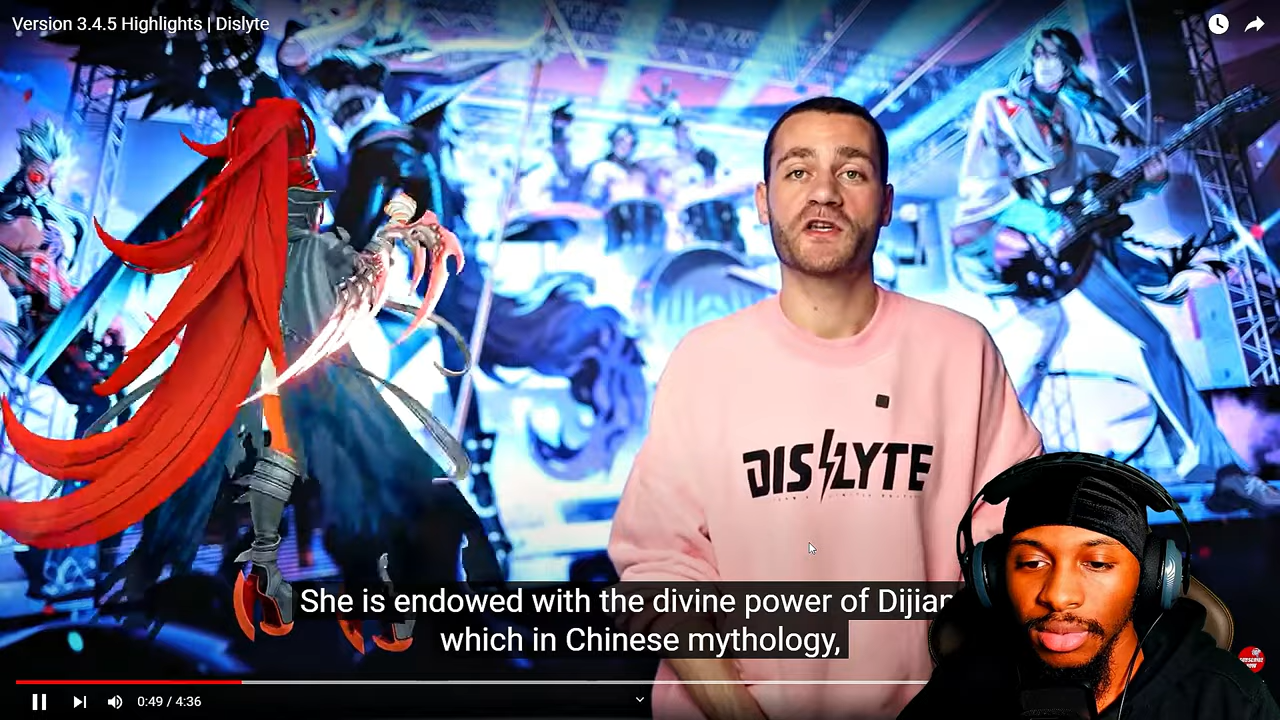 Version 3.4.5 Highlights | Dislyte
DISLYTE
She is endowed with the divine power of Dijian
which in Chinese mythology,
0:49 / 4:36